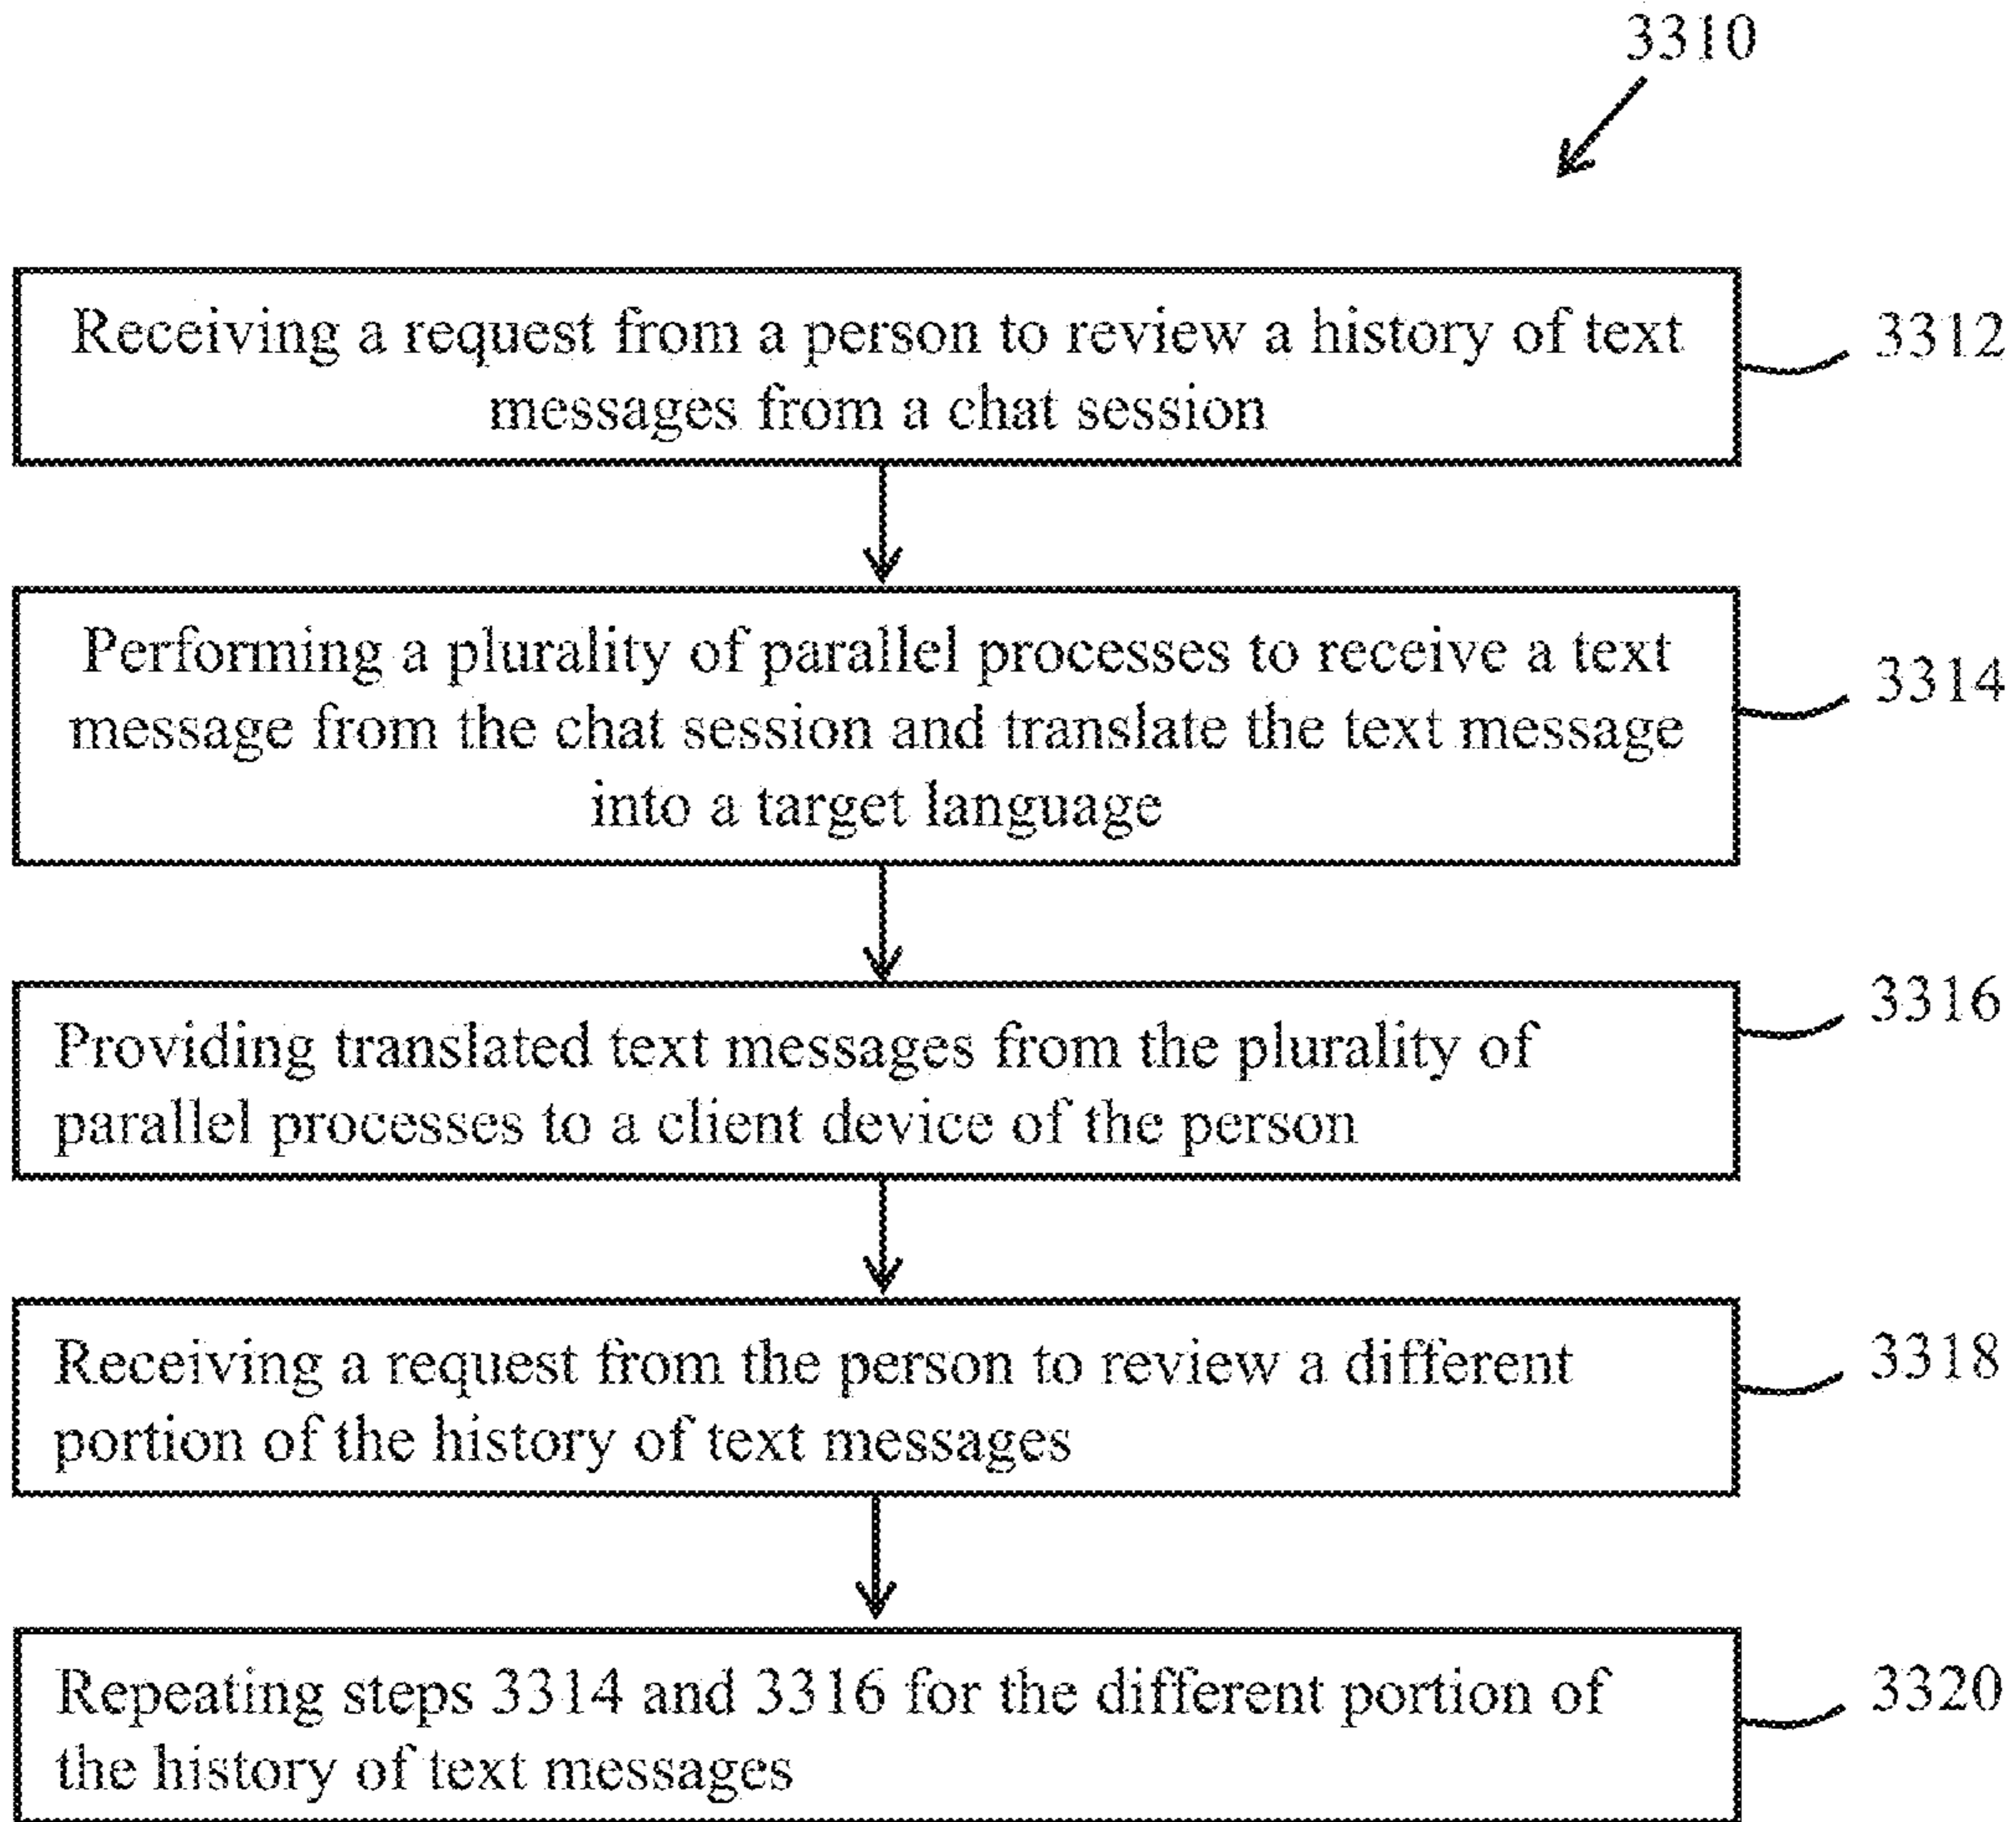 3310
Receiving a request from a person to review a history of text
messages from a chat session
3312
Performing a plurality of parallel processes to receive a text
message from the chat session and translate the text message
into a target language
3314
Providing translated text messages from the plurality of
parallel processes to a client device of the person
3316
Receiving a request from the person to review a different
portion of the history of text messages
3318
Repeating steps 3314 and 3316 for the different portion of
the history of text messages
3320